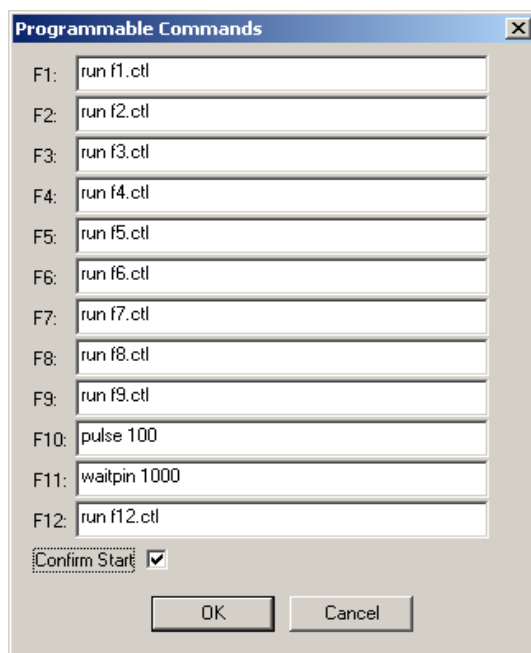 Programmable Commands
F1: run f1.ctl
F2: run f2.ctl
F3: run f3.ctl
F4: run f4.ctl
F5: run f5.ctl
F6: run f6.ctl
F7: run f7.ctl
F8: run f8.ctl
F9: run f9.ctl
F10: pulse 100
F11: waitpin 1000
F12: run f12.ctl
Confirm Start
OK Cancel